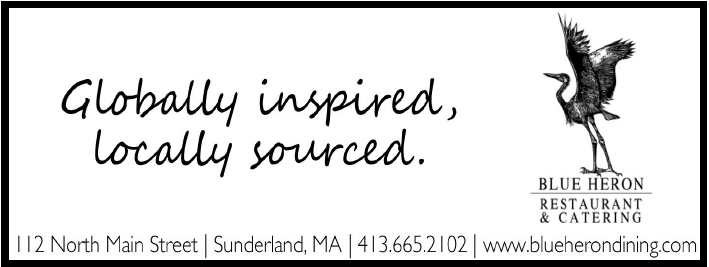 Globally inspired,
locally sourced.
BLUE HERON
RESTAURANT
& CATERING
112 North Main Street | Sunderland, MA | 413.665.2102 | www.blueherondining.com